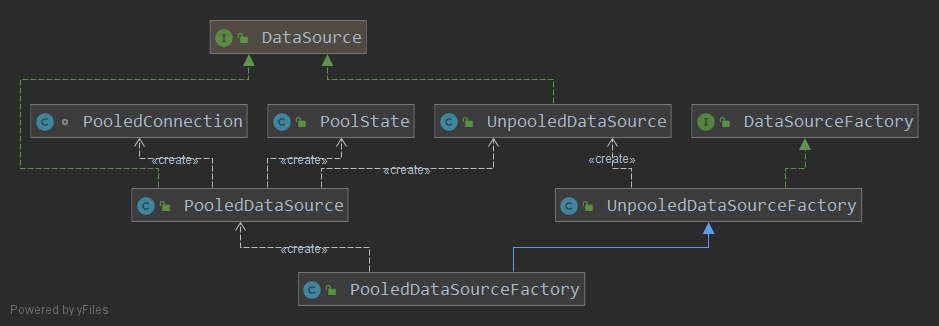 DataSource
PooledConnection
PoolState
UnpooledDataSource
DataSourceFactory
«create»
«create»
«create»
«create»
PooledDataSource
UnpooledDataSourceFactory
«create»
PooledDataSourceFactory
Powered by yFiles